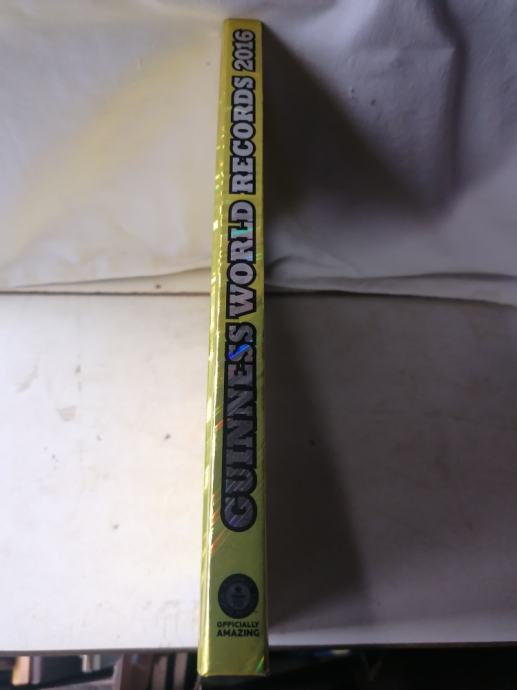 GUINNESS WORLD RECORDS 2016
OFFICIALLY
AMAZING